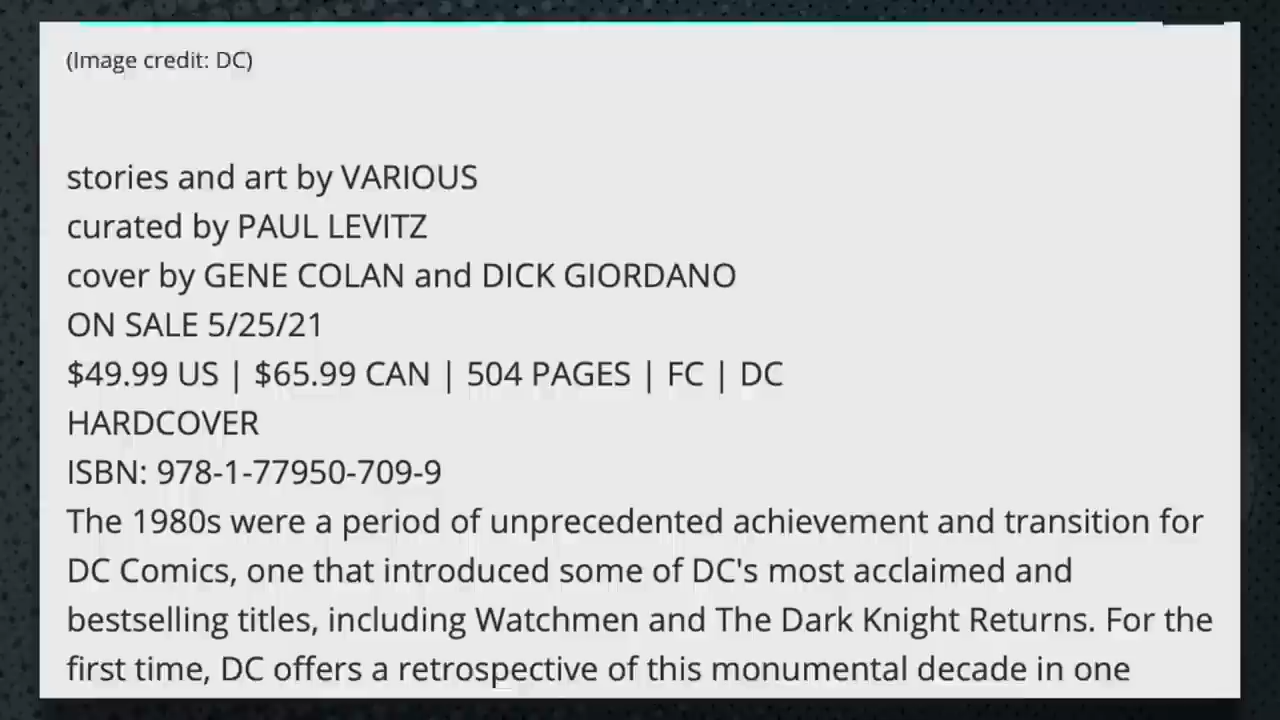 (Image credit: DC)
stories and art by VARIOUS
curated by PAUL LEVITZ
cover by GENE COLAN and DICK GIORDANO
ON SALE 5/25/21
$49.99 US | $65.99 CAN | 504 PAGES | FC | DC
HARDCOVER
ISBN: 978-1-77950-709-9
The 1980s were a period of unprecedented achievement and transition for
DC Comics, one that introduced some of DC's most acclaimed and
bestselling titles, including Watchmen and The Dark Knight Returns. For the
first time, DC offers a retrospective of this monumental decade in one